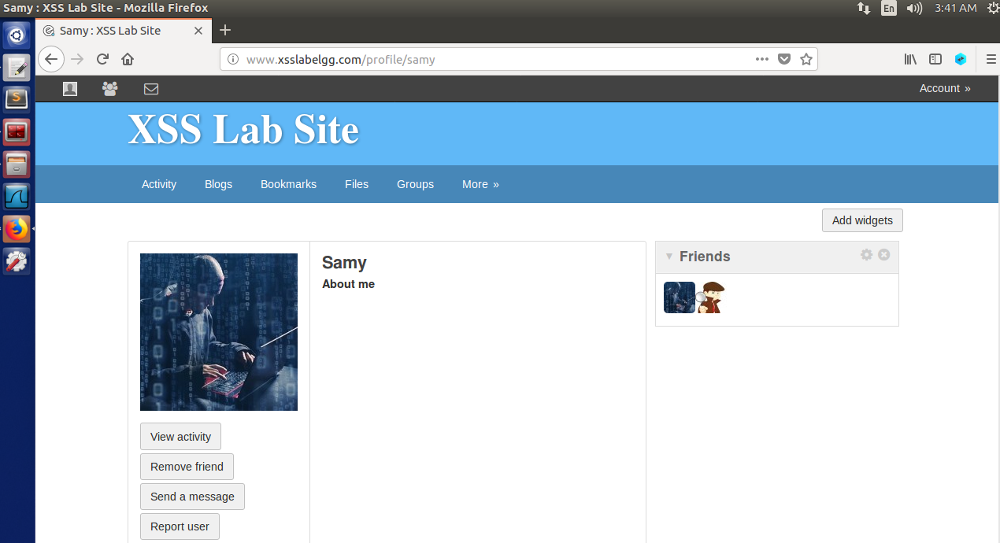 Samy : XSS Lab Site - Mozilla Firefox
En
3:41 AM
Samy : XSS Lab Site
www.xsslabelgg.com/profile/samy
Account »
XSS Lab Site
Activity Blogs Bookmarks Files Groups More »
Add widgets
Samy
About me
Friends
View activity
Remove friend
Send a message
Report user